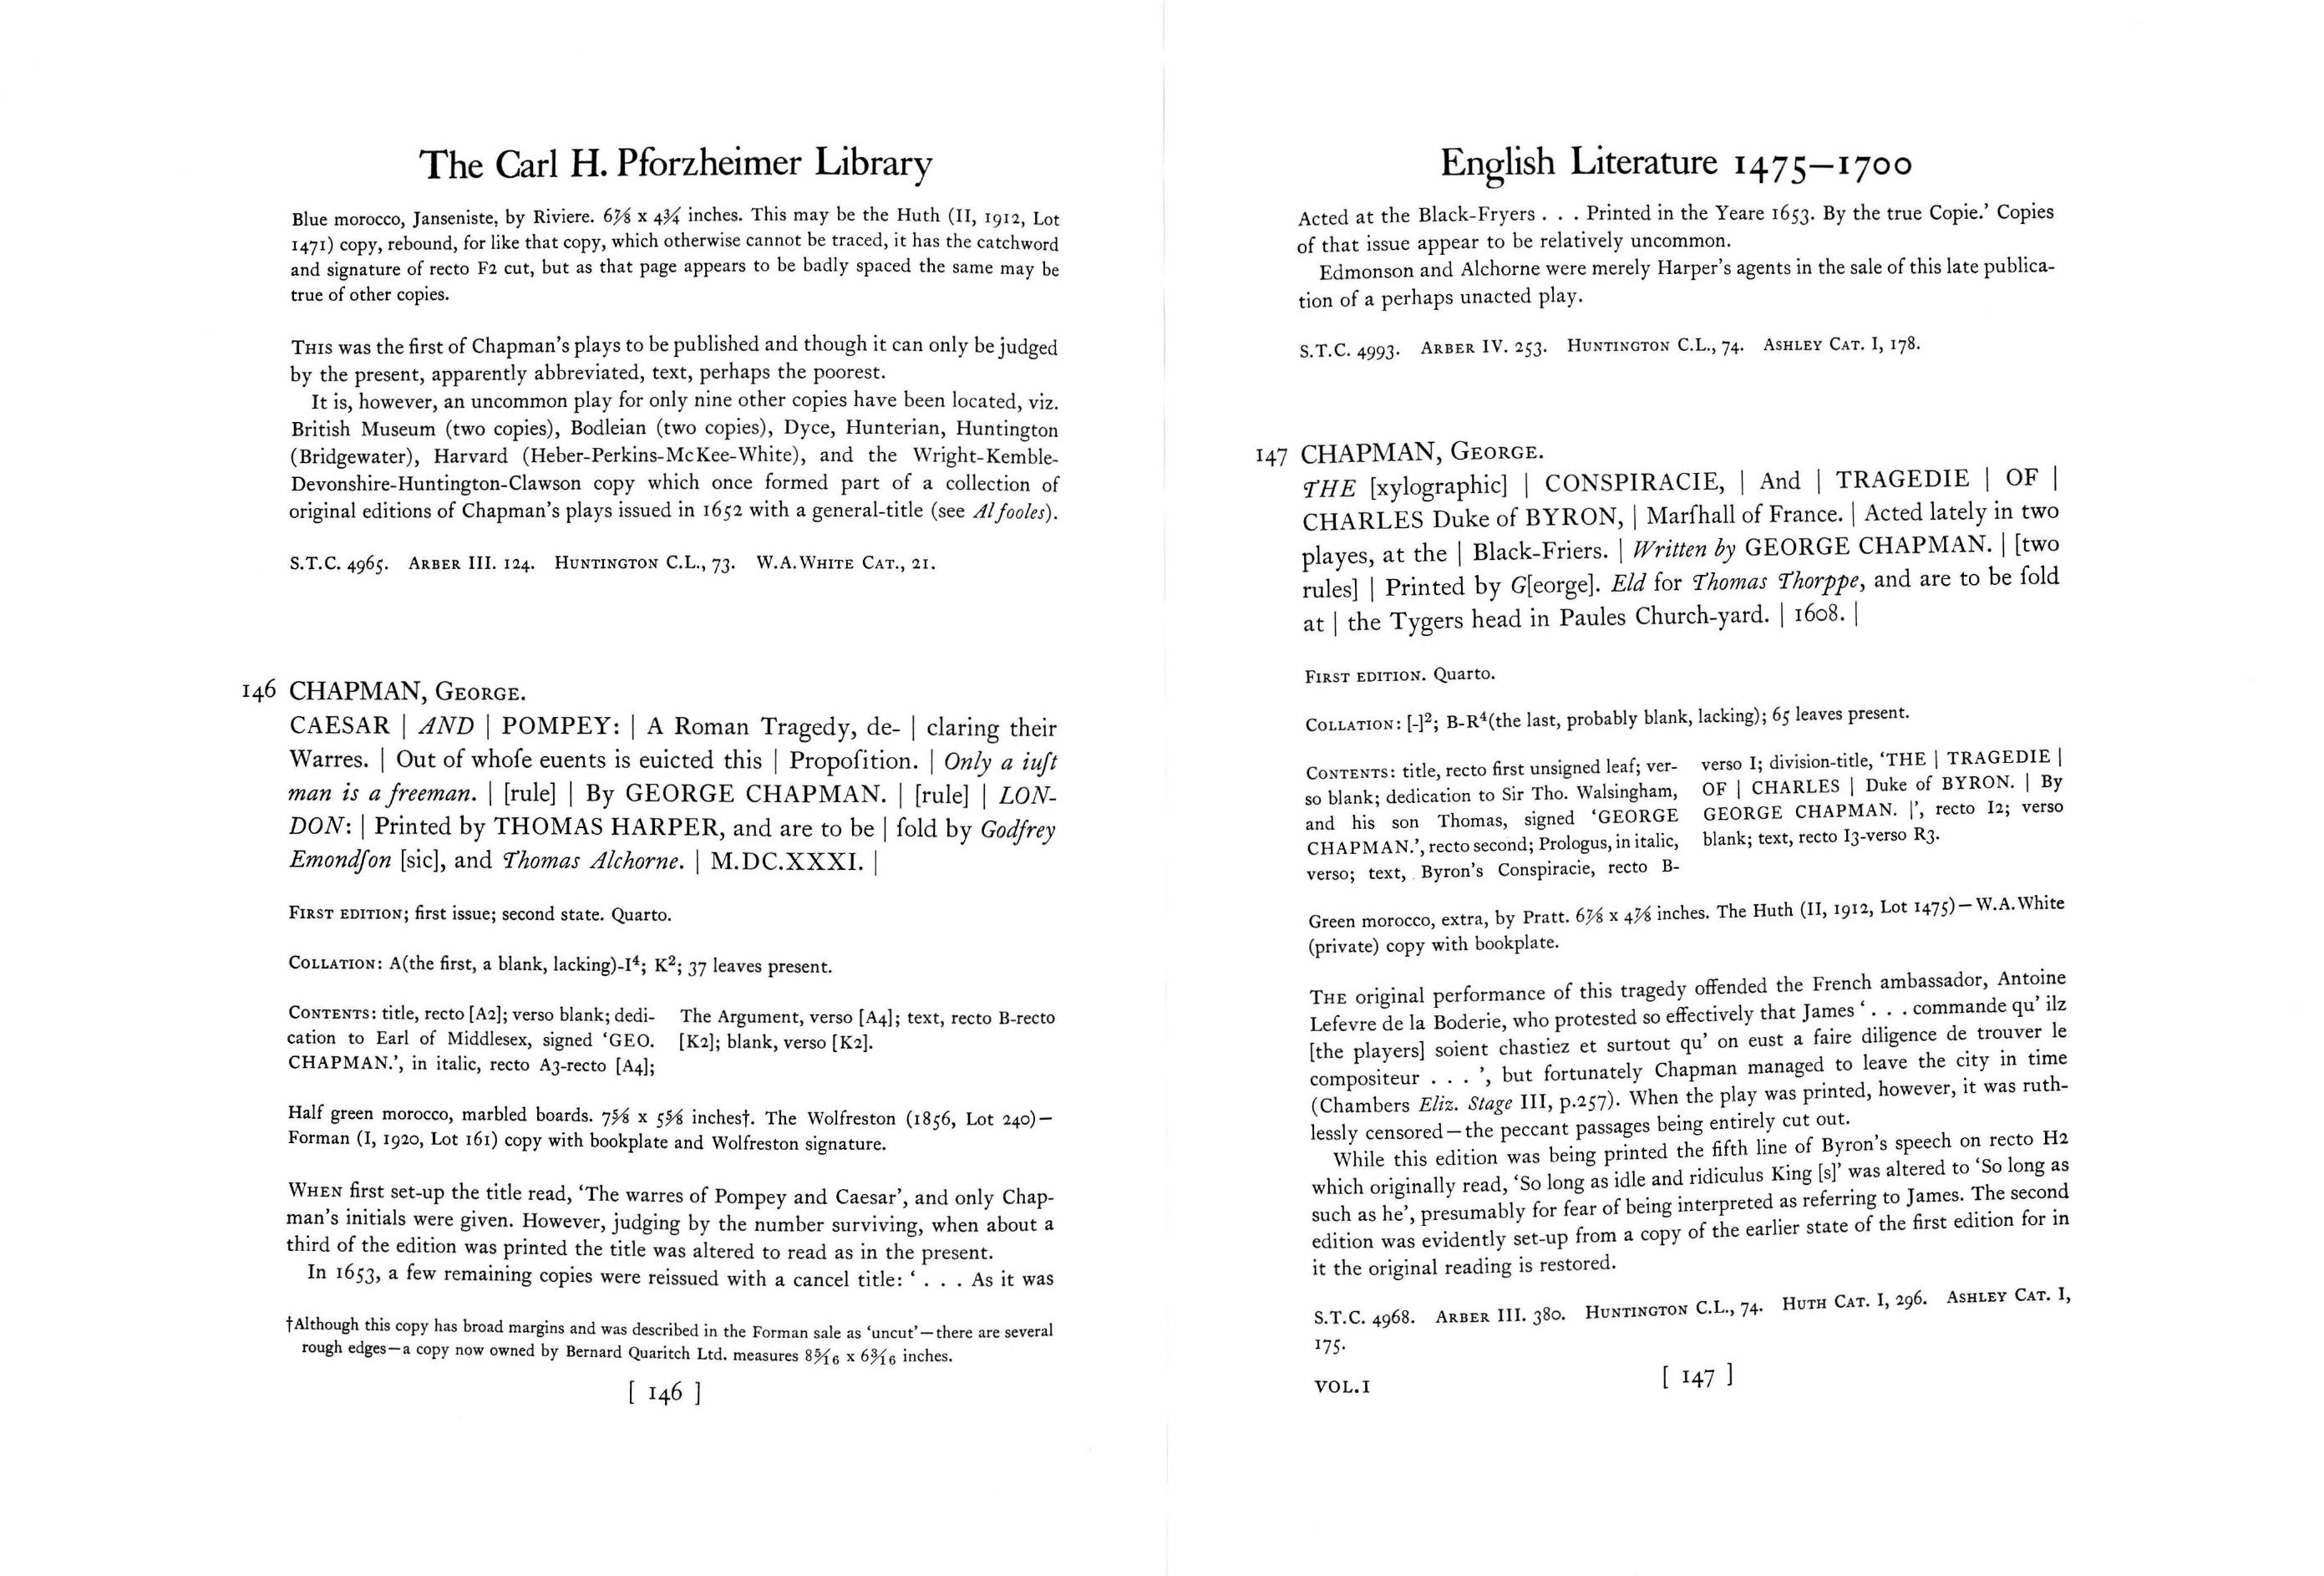 The Carl H. Pforzheimer Library
Blue morocco, Janseniste, by Riviere. 6⅞ x 4¾ inches. This may be the Huth (II, 1912, Lot
1471) copy, rebound, for like that copy, which otherwise cannot be traced, it has the catchword
and signature of recto F2 cut, but as that page appears to be badly spaced the same may be
true of other copies.
THIS was the first of Chapman's plays to be published and though it can only be judged
by the present, apparently abbreviated, text, perhaps the poorest.
It is, however, an uncommon play for only nine other copies have been located, viz.
British Museum (two copies), Bodleian (two copies), Dyce, Hunterian, Huntington
(Bridgewater), Harvard (Heber-Perkins-McKee-White), and the Wright-Kemble-
Devonshire-Huntington-Clawson copy which once formed part of a collection of
original editions of Chapman's plays issued in 1652 with a general-title (see Al fooles).
S.T.C. 4965. ARBER III. 124. HUNTINGTON C.L., 73. W.A.WHITE CAT., 21.
146 CHAPMAN, GEORGE.
CAESAR | AND | POMPEY: | A Roman Tragedy, de- | claring their
Warres. | Out of whoſe euents is euicted this | Propoſition. | Only a iuſt
man is a freeman. | [rule] | By GEORGE CHAPMAN. | [rule] | LON-
DON: | Printed by THOMAS HARPER, and are to be | ſold by Godfrey
Emondſon [sic], and Thomas Alchorne. | M.DC.XXXI. |
FIRST EDITION; first issue; second state. Quarto.
COLLATION: A(the first, a blank, lacking)-I⁴; K²; 37 leaves present.
CONTENTS: title, recto [A2]; verso blank; dedi-
cation to Earl of Middlesex, signed 'GEO.
CHAPMAN.', in italic, recto A3-recto [A4];
The Argument, verso [A4]; text, recto B-recto
[K2]; blank, verso [K2].
Half green morocco, marbled boards. 7⅝ x 5⅝ inches†. The Wolfreston (1856, Lot 240)—
Forman (I, 1920, Lot 161) copy with bookplate and Wolfreston signature.
WHEN first set-up the title read, 'The warres of Pompey and Caesar', and only Chap-
man's initials were given. However, judging by the number surviving, when about a
third of the edition was printed the title was altered to read as in the present.
In 1653, a few remaining copies were reissued with a cancel title: ' . . . As it was
†Although this copy has broad margins and was described in the Forman sale as 'uncut'—there are several
rough edges—a copy now owned by Bernard Quaritch Ltd. measures 8⁵⁄₁₆ x 6³⁄₁₆ inches.
[ 146 ]
English Literature 1475—1700
Acted at the Black-Fryers . . . Printed in the Yeare 1653. By the true Copie.' Copies
of that issue appear to be relatively uncommon.
Edmonson and Alchorne were merely Harper's agents in the sale of this late publica-
tion of a perhaps unacted play.
S.T.C. 4993. ARBER IV. 253. HUNTINGTON C.L., 74. ASHLEY CAT. I, 178.
147 CHAPMAN, GEORGE.
THE [xylographic] | CONSPIRACIE, | And | TRAGEDIE | OF |
CHARLES Duke of BYRON, | Marſhall of France. | Acted lately in two
playes, at the | Black-Friers. | Written by GEORGE CHAPMAN. | [two
rules] | Printed by G[eorge]. Eld for Thomas Thorppe, and are to be ſold
at | the Tygers head in Paules Church-yard. | 1608. |
FIRST EDITION. Quarto.
COLLATION: [-]²; B-R⁴(the last, probably blank, lacking); 65 leaves present.
CONTENTS: title, recto first unsigned leaf; ver-
so blank; dedication to Sir Tho. Walsingham,
and his son Thomas, signed 'GEORGE
CHAPMAN.', recto second; Prologus, in italic,
verso; text, Byron's Conspiracie, recto B-
verso I; division-title, 'THE | TRAGEDIE |
OF | CHARLES | Duke of BYRON. | By
GEORGE CHAPMAN. |', recto I2; verso
blank; text, recto I3-verso R3.
Green morocco, extra, by Pratt. 6⅞ x 4⅞ inches. The Huth (II, 1912, Lot 1475)—W.A.White
(private) copy with bookplate.
THE original performance of this tragedy offended the French ambassador, Antoine
Lefevre de la Boderie, who protested so effectively that James ' . . . commande qu' ilz
[the players] soient chastiez et surtout qu' on eust a faire diligence de trouver le
compositeur . . . ', but fortunately Chapman managed to leave the city in time
(Chambers Eliz. Stage III, p.257). When the play was printed, however, it was ruth-
lessly censored—the peccant passages being entirely cut out.
While this edition was being printed the fifth line of Byron's speech on recto H2
which originally read, 'So long as idle and ridiculus King [s]' was altered to 'So long as
such as he', presumably for fear of being interpreted as referring to James. The second
edition was evidently set-up from a copy of the earlier state of the first edition for in
it the original reading is restored.
S.T.C. 4968. ARBER III. 380. HUNTINGTON C.L., 74. HUTH CAT. I, 296. ASHLEY CAT. I,
175.
VOL.I
[ 147 ]